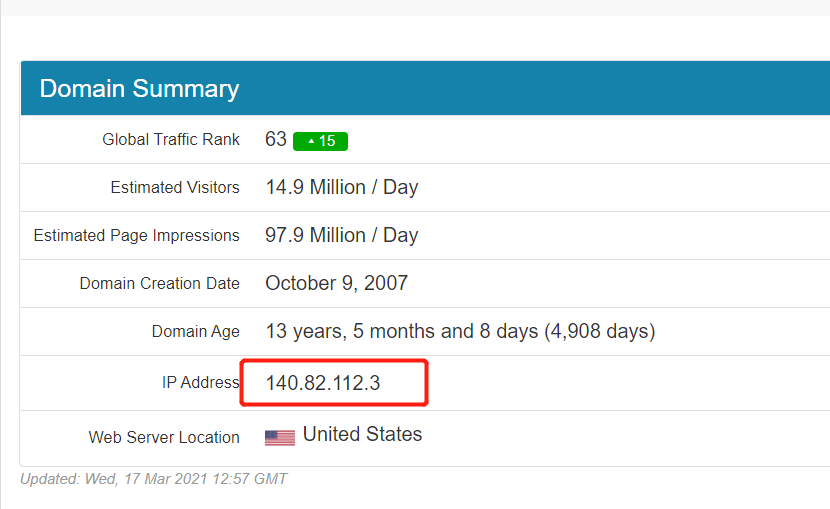 Domain Summary
Global Traffic Rank 63 15
Estimated Visitors 14.9 Million / Day
Estimated Page Impressions 97.9 Million / Day
Domain Creation Date October 9, 2007
Domain Age 13 years, 5 months and 8 days (4,908 days)
IP Address 140.82.112.3
Web Server Location United States
Updated: Wed, 17 Mar 2021 12:57 GMT